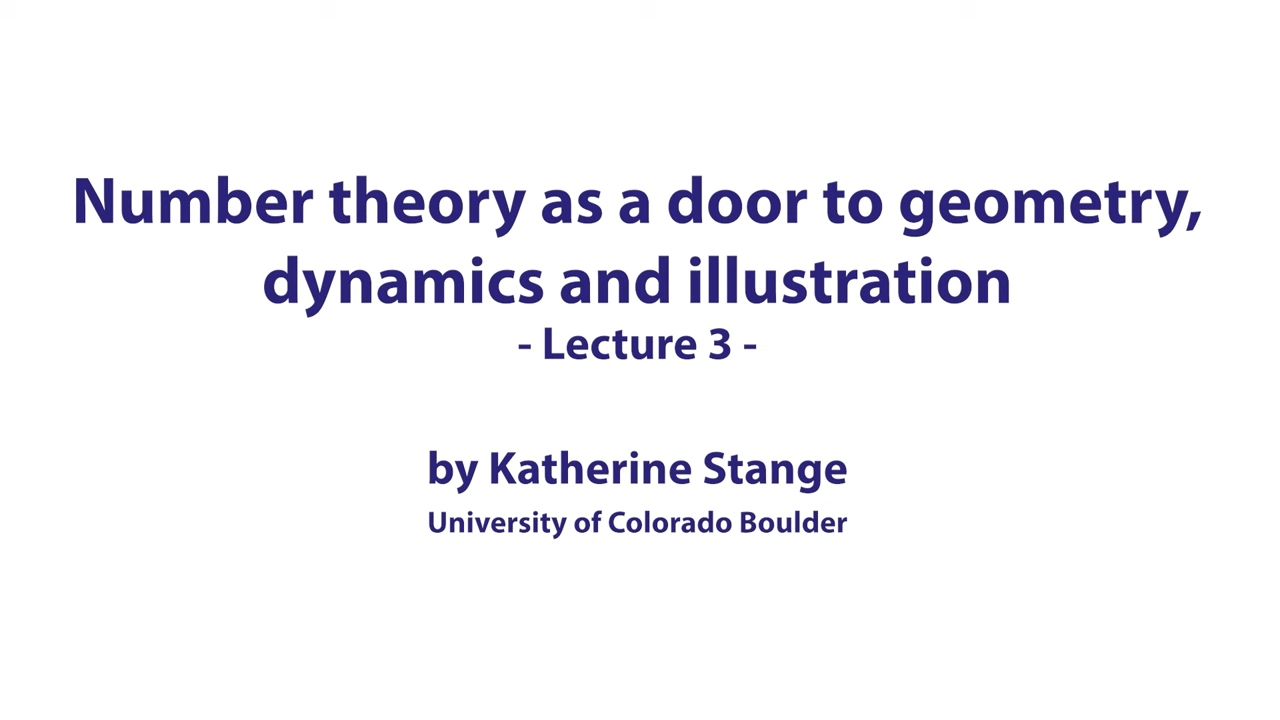 Number theory as a door to geometry,
dynamics and illustration
- Lecture 3 -
by Katherine Stange
University of Colorado Boulder